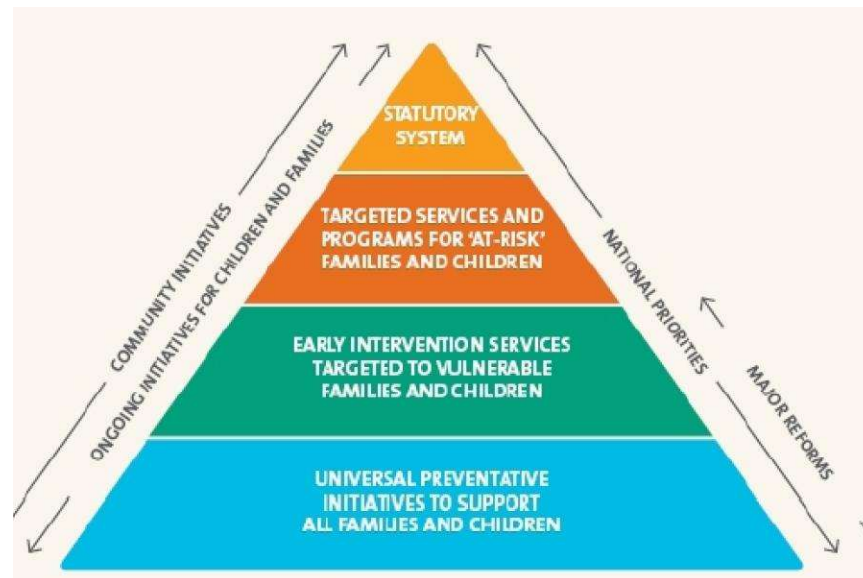 STATUTORY
SYSTEM
TARGETED SERVICES AND
PROGRAMS FOR ‘AT-RISK’
FAMILIES AND CHILDREN
EARLY INTERVENTION SERVICES
TARGETED TO VULNERABLE
FAMILIES AND CHILDREN
UNIVERSAL PREVENTATIVE
INITIATIVES TO SUPPORT
ALL FAMILIES AND CHILDREN
COMMUNITY INITIATIVES
ONGOING INITIATIVES FOR CHILDREN AND FAMILIES
NATIONAL PRIORITIES
MAJOR REFORMS